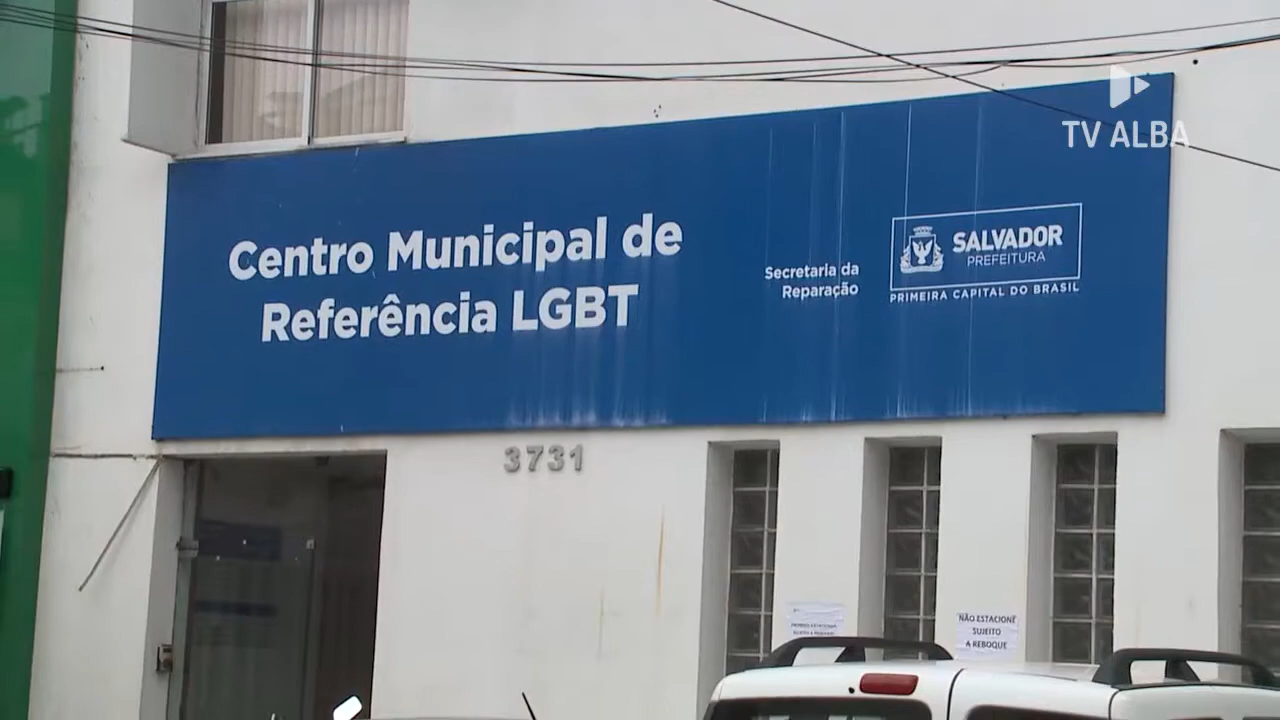 TV ALBA
Centro Municipal de
Referência LGBT
Secretaria da
Reparação
SALVADOR
PREFEITURA
PRIMEIRA CAPITAL DO BRASIL
3731
NÃO ESTACIONE
SUJEITO
A REBOQUE